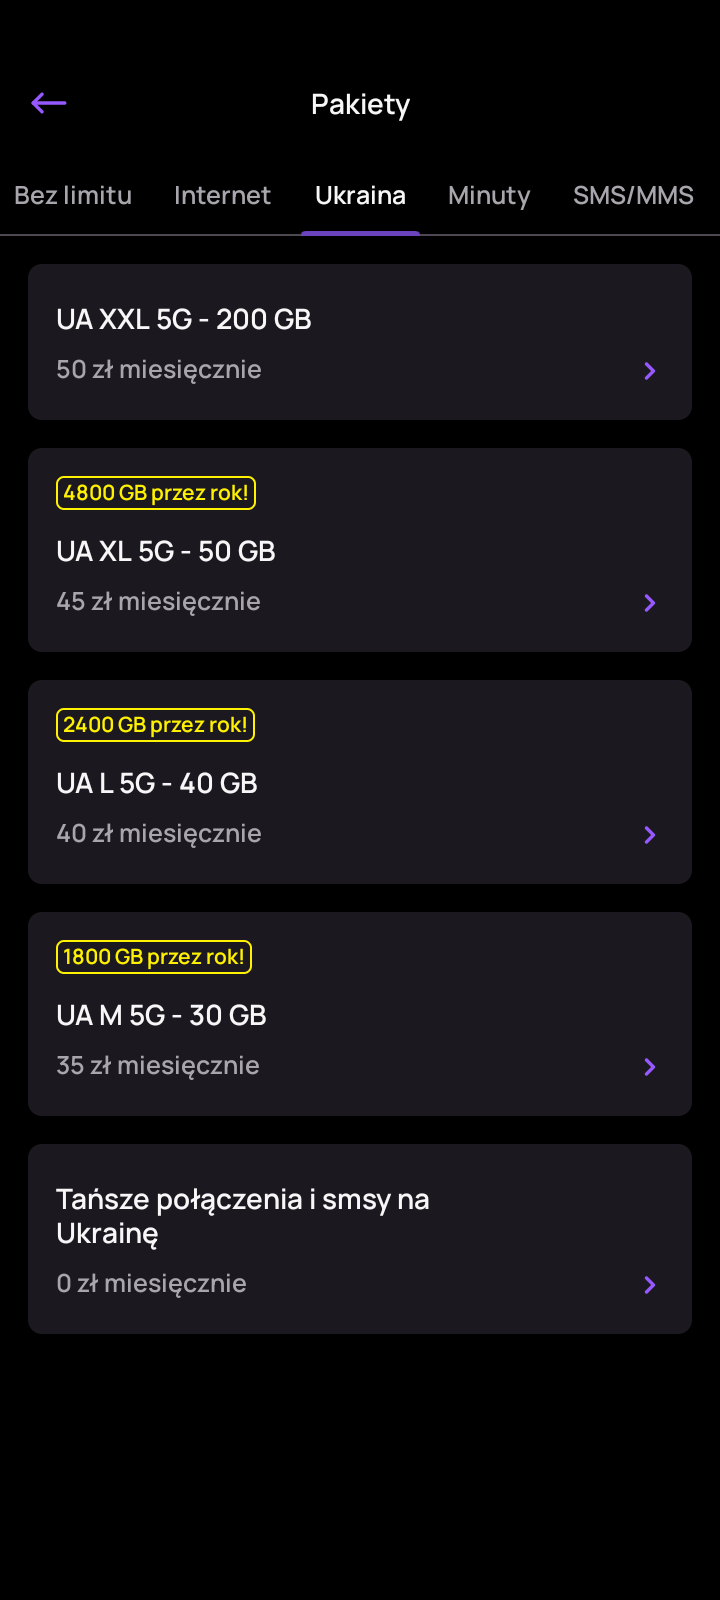 Pakiety
Bez limitu Internet Ukraina Minuty SMS/MMS
UA XXL 5G - 200 GB
50 zł miesięcznie
4800 GB przez rok!
UA XL 5G - 50 GB
45 zł miesięcznie
2400 GB przez rok!
UA L 5G - 40 GB
40 zł miesięcznie
1800 GB przez rok!
UA M 5G - 30 GB
35 zł miesięcznie
Tańsze połączenia i smsy na
Ukrainę
0 zł miesięcznie